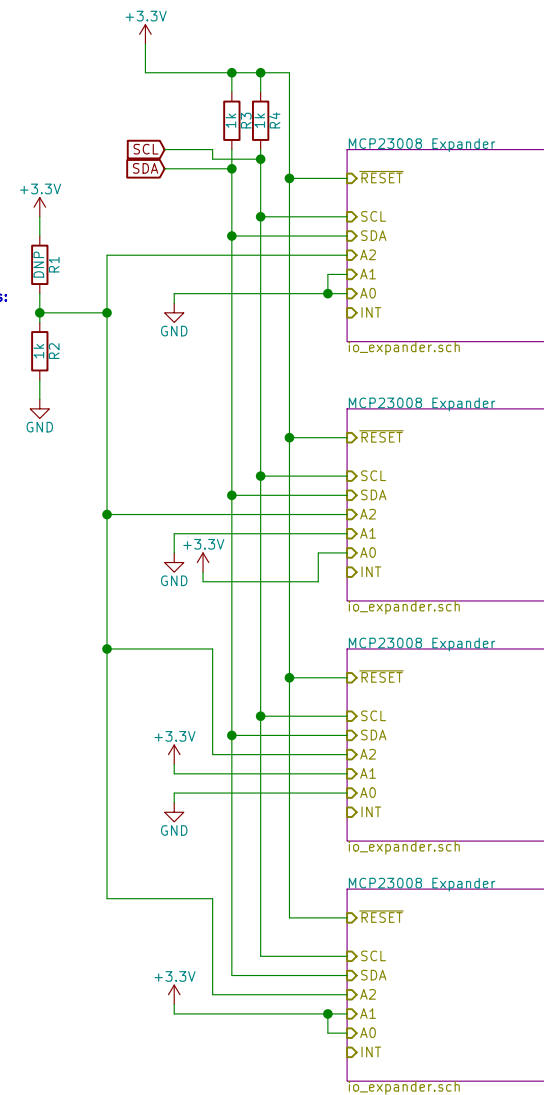 +3.3V
1k
R3
1k
R4
SCL
SDA
+3.3V
DNP
R1
s:
1k
R2
GND
GND
MCP23008 Expander
RESET
SCL
SDA
A2
A1
A0
INT
io_expander.sch
MCP23008 Expander
RESET
SCL
SDA
A2
A1
A0
INT
io_expander.sch
GND
+3.3V
MCP23008 Expander
RESET
SCL
SDA
A2
A1
A0
INT
io_expander.sch
+3.3V
GND
MCP23008 Expander
RESET
SCL
SDA
A2
A1
A0
INT
io_expander.sch
+3.3V